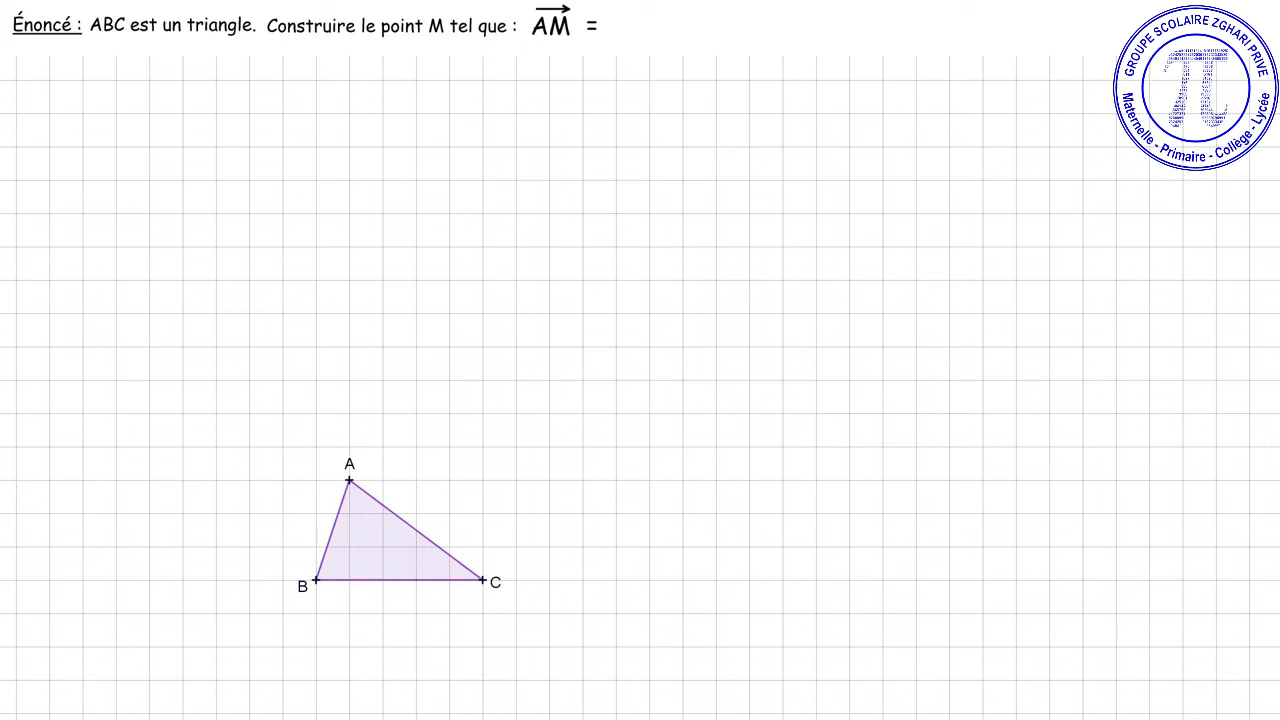 Énoncé : ABC est un triangle. Construire le point M tel que : AM⃗ =
GROUPE SCOLAIRE ZGHARI PRIVE
Maternelle - Primaire - Collège - Lycée
A
B
C